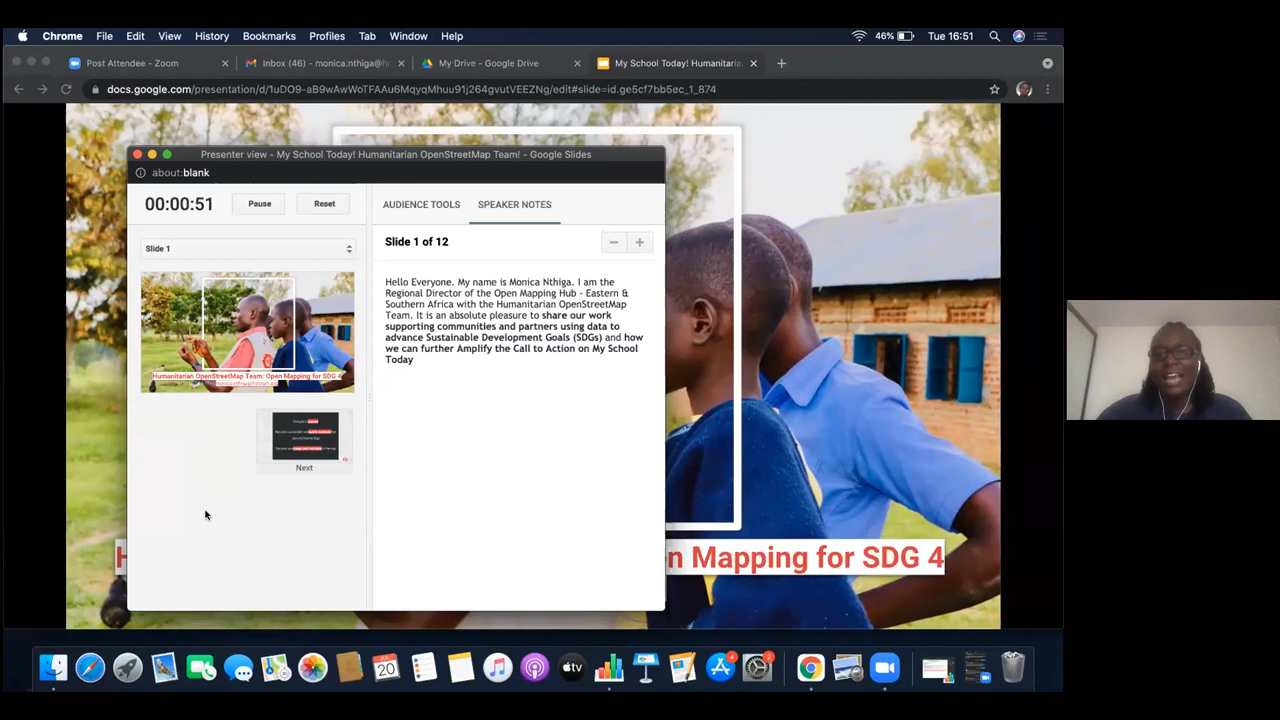 Chrome File Edit View History Bookmarks Profiles Tab Window Help 46% Tue 16:51
Post Attendee - Zoom Inbox (46) - monica.nthiga@h My Drive - Google Drive My School Today! Humanitaria
docs.google.com/presentation/d/1uDO9-aB9wAwWoTFAAu6MqyqMhuu91j264gvutVEEZNg/edit#slide=id.ge5cf7bb5ec_1_874
Presenter view - My School Today! Humanitarian OpenStreetMap Team! - Google Slides
about:blank
00:00:51 Pause Reset
AUDIENCE TOOLS SPEAKER NOTES
Slide 1
Slide 1 of 12
Hello Everyone. My name is Monica Nthiga. I am the
Regional Director of the Open Mapping Hub - Eastern &
Southern Africa with the Humanitarian OpenStreetMap
Team. It is an absolute pleasure to share our work
supporting communities and partners using data to
advance Sustainable Development Goals (SDGs) and how
we can further Amplify the Call to Action on My School
Today
Humanitarian OpenStreetMap Team: Open Mapping for SDG 4
Next
H
n Mapping for SDG 4
JUL
20
tv
4
2